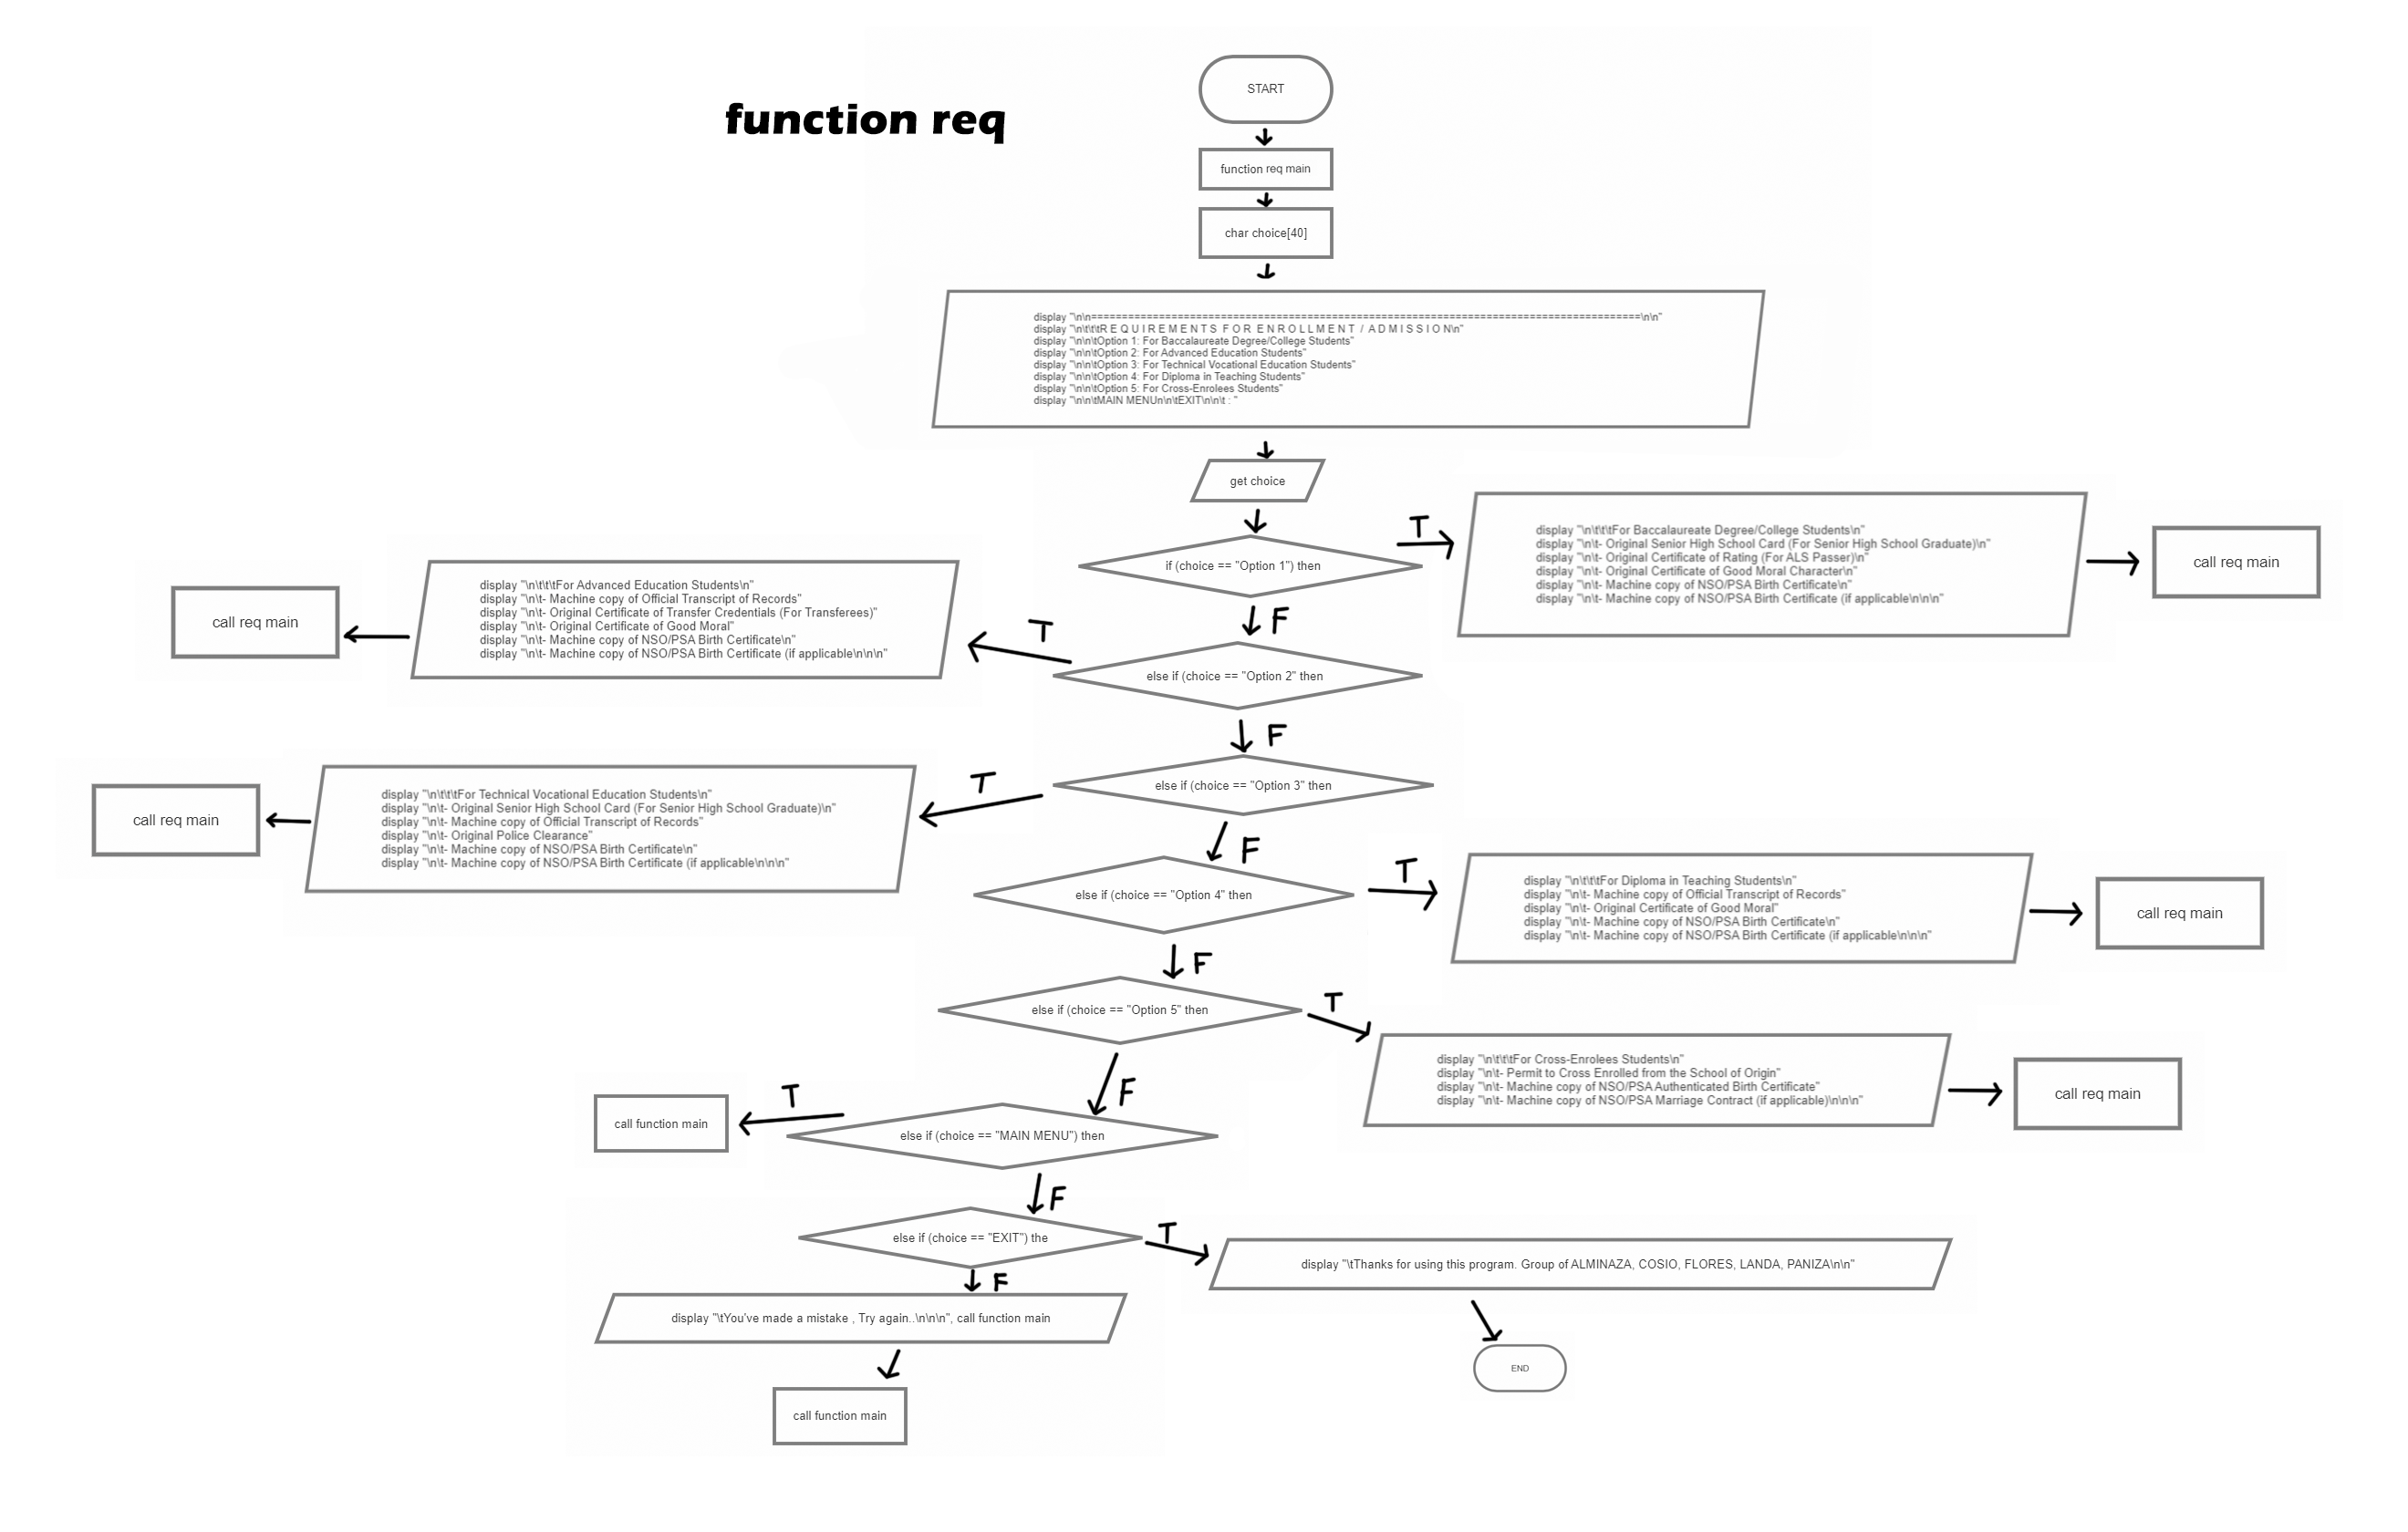 function req
START
function req main
char choice[40]
display "\n\n==========================================================================================\n\n"
display "\n\t\t\tR E Q U I R E M E N T S  F O R  E N R O L L M E N T  /  A D M I S S I O N\n"
display "\n\n\tOption 1: For Baccalaureate Degree/College Students"
display "\n\n\tOption 2: For Advanced Education Students"
display "\n\n\tOption 3: For Technical Vocational Education Students"
display "\n\n\tOption 4: For Diploma in Teaching Students"
display "\n\n\tOption 5: For Cross-Enrolees Students"
display "\n\n\tMAIN MENUn\n\tEXIT\n\n\t : "
get choice
if (choice == "Option 1") then
T
display "\n\t\t\tFor Baccalaureate Degree/College Students\n"
display "\n\t- Original Senior High School Card (For Senior High School Graduate)\n"
display "\n\t- Original Certificate of Rating (For ALS Passer)\n"
display "\n\t- Original Certificate of Good Moral Character\n"
display "\n\t- Machine copy of NSO/PSA Birth Certificate\n"
display "\n\t- Machine copy of NSO/PSA Birth Certificate (if applicable\n\n\n"
call req main
F
else if (choice == "Option 2" then
T
display "\n\t\t\tFor Advanced Education Students\n"
display "\n\t- Machine copy of Official Transcript of Records"
display "\n\t- Original Certificate of Transfer Credentials (For Transferees)"
display "\n\t- Original Certificate of Good Moral"
display "\n\t- Machine copy of NSO/PSA Birth Certificate\n"
display "\n\t- Machine copy of NSO/PSA Birth Certificate (if applicable\n\n\n"
call req main
F
else if (choice == "Option 3" then
T
display "\n\t\t\tFor Technical Vocational Education Students\n"
display "\n\t- Original Senior High School Card (For Senior High School Graduate)\n"
display "\n\t- Machine copy of Official Transcript of Records"
display "\n\t- Original Police Clearance"
display "\n\t- Machine copy of NSO/PSA Birth Certificate\n"
display "\n\t- Machine copy of NSO/PSA Birth Certificate (if applicable\n\n\n"
call req main
F
else if (choice == "Option 4" then
T
display "\n\t\t\tFor Diploma in Teaching Students\n"
display "\n\t- Machine copy of Official Transcript of Records"
display "\n\t- Original Certificate of Good Moral"
display "\n\t- Machine copy of NSO/PSA Birth Certificate\n"
display "\n\t- Machine copy of NSO/PSA Birth Certificate (if applicable\n\n\n"
call req main
F
else if (choice == "Option 5" then
T
display "\n\t\t\tFor Cross-Enrolees Students\n"
display "\n\t- Permit to Cross Enrolled from the School of Origin"
display "\n\t- Machine copy of NSO/PSA Authenticated Birth Certificate"
display "\n\t- Machine copy of NSO/PSA Marriage Contract (if applicable)\n\n\n"
call req main
F
else if (choice == "MAIN MENU") then
T
call function main
F
else if (choice == "EXIT") the
T
display "\tThanks for using this program. Group of ALMINAZA, COSIO, FLORES, LANDA, PANIZA\n\n"
END
F
display "\tYou've made a mistake , Try again..\n\n\n", call function main
call function main